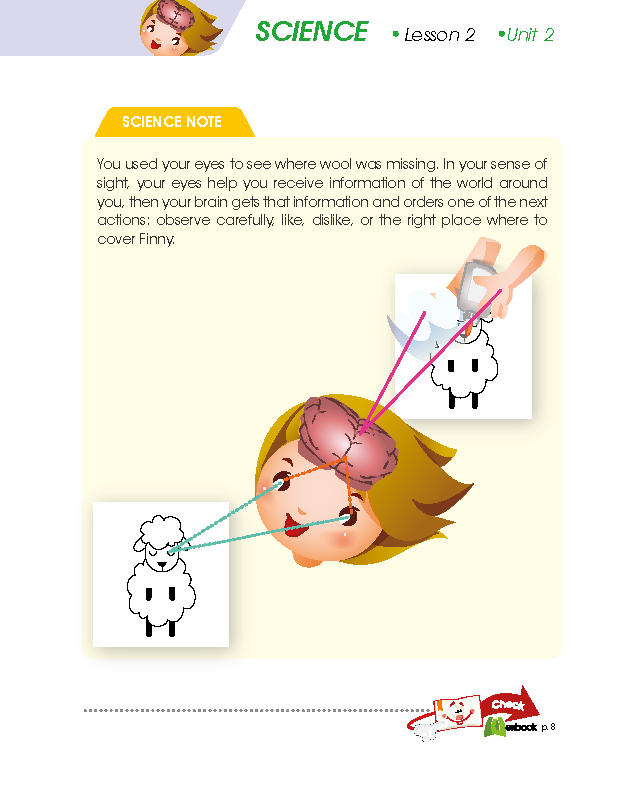 SCIENCE • Lesson 2 • Unit 2
SCIENCE NOTE
You used your eyes to see where wool was missing. In your sense of
sight, your eyes help you receive information of the world around
you, then your brain gets that information and orders one of the next
actions: observe carefully, like, dislike, or the right place where to
cover Finny.
Check
p. 8